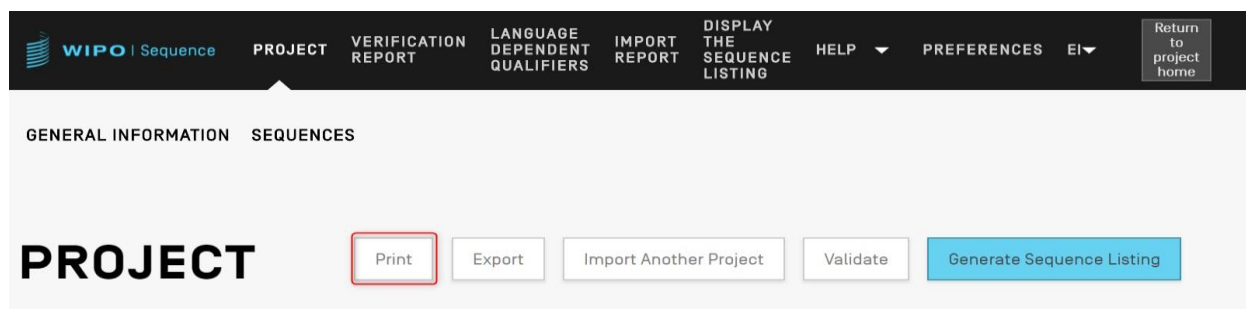 WIPO | Sequence
PROJECT
VERIFICATION
REPORT
LANGUAGE
DEPENDENT
QUALIFIERS
IMPORT
REPORT
DISPLAY
THE
SEQUENCE
LISTING
HELP
PREFERENCES
EI
Return
to
project
home
GENERAL INFORMATION SEQUENCES
PROJECT
Print
Export
Import Another Project
Validate
Generate Sequence Listing